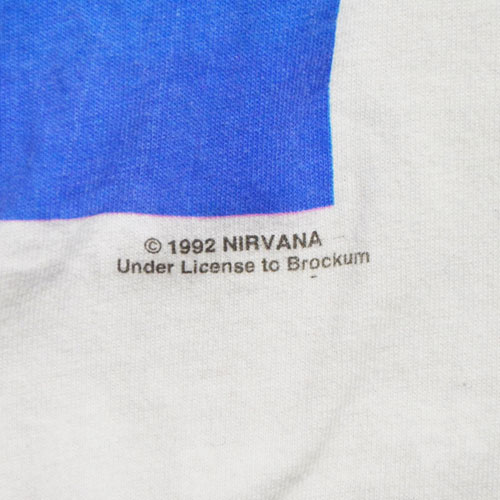 © 1992 NIRVANA
Under License to Brockum